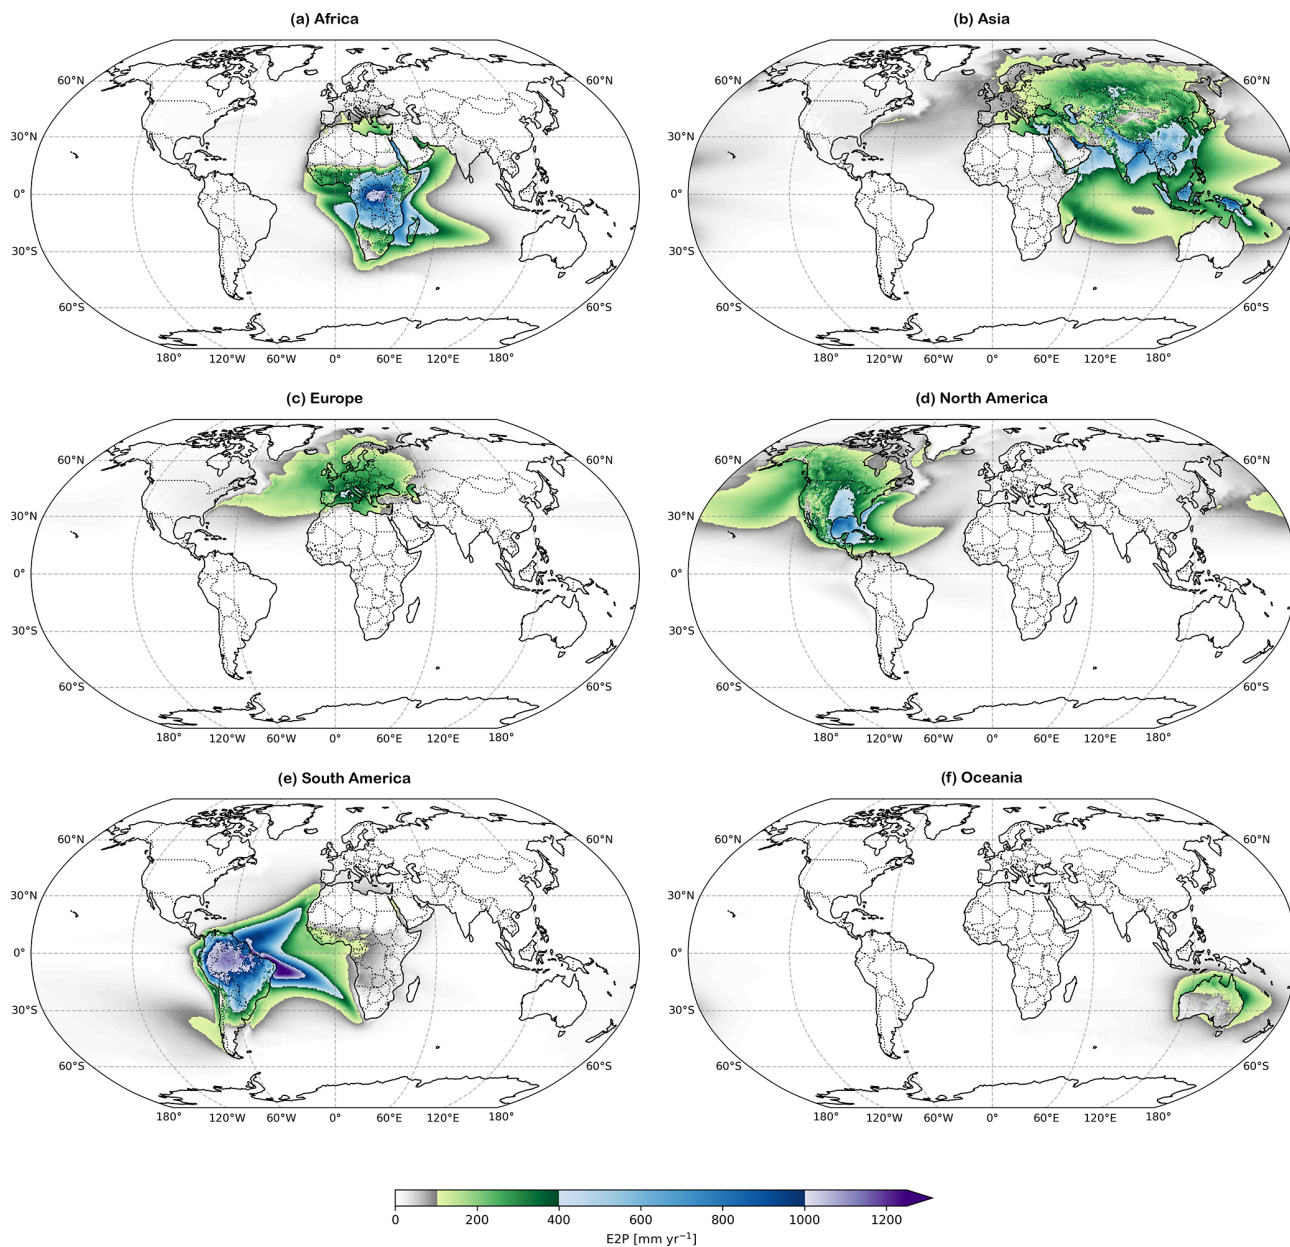 (a) Africa
(b) Asia
60°N 60°N 60°N 60°N
30°N 30°N 30°N 30°N
0° 0° 0° 0°
30°S 30°S 30°S 30°S
60°S 60°S 60°S 60°S
180° 120°W 60°W 0° 60°E 120°E 180° 180° 120°W 60°W 0° 60°E 120°E 180°
(c) Europe
(d) North America
60°N 60°N 60°N 60°N
30°N 30°N 30°N 30°N
0° 0° 0° 0°
30°S 30°S 30°S 30°S
60°S 60°S 60°S 60°S
180° 120°W 60°W 0° 60°E 120°E 180° 180° 120°W 60°W 0° 60°E 120°E 180°
(e) South America
(f) Oceania
60°N 60°N 60°N 60°N
30°N 30°N 30°N 30°N
0° 0° 0° 0°
30°S 30°S 30°S 30°S
60°S 60°S 60°S 60°S
180° 120°W 60°W 0° 60°E 120°E 180° 180° 120°W 60°W 0° 60°E 120°E 180°
0 200 400 600 800 1000 1200
E2P [mm yr⁻¹]